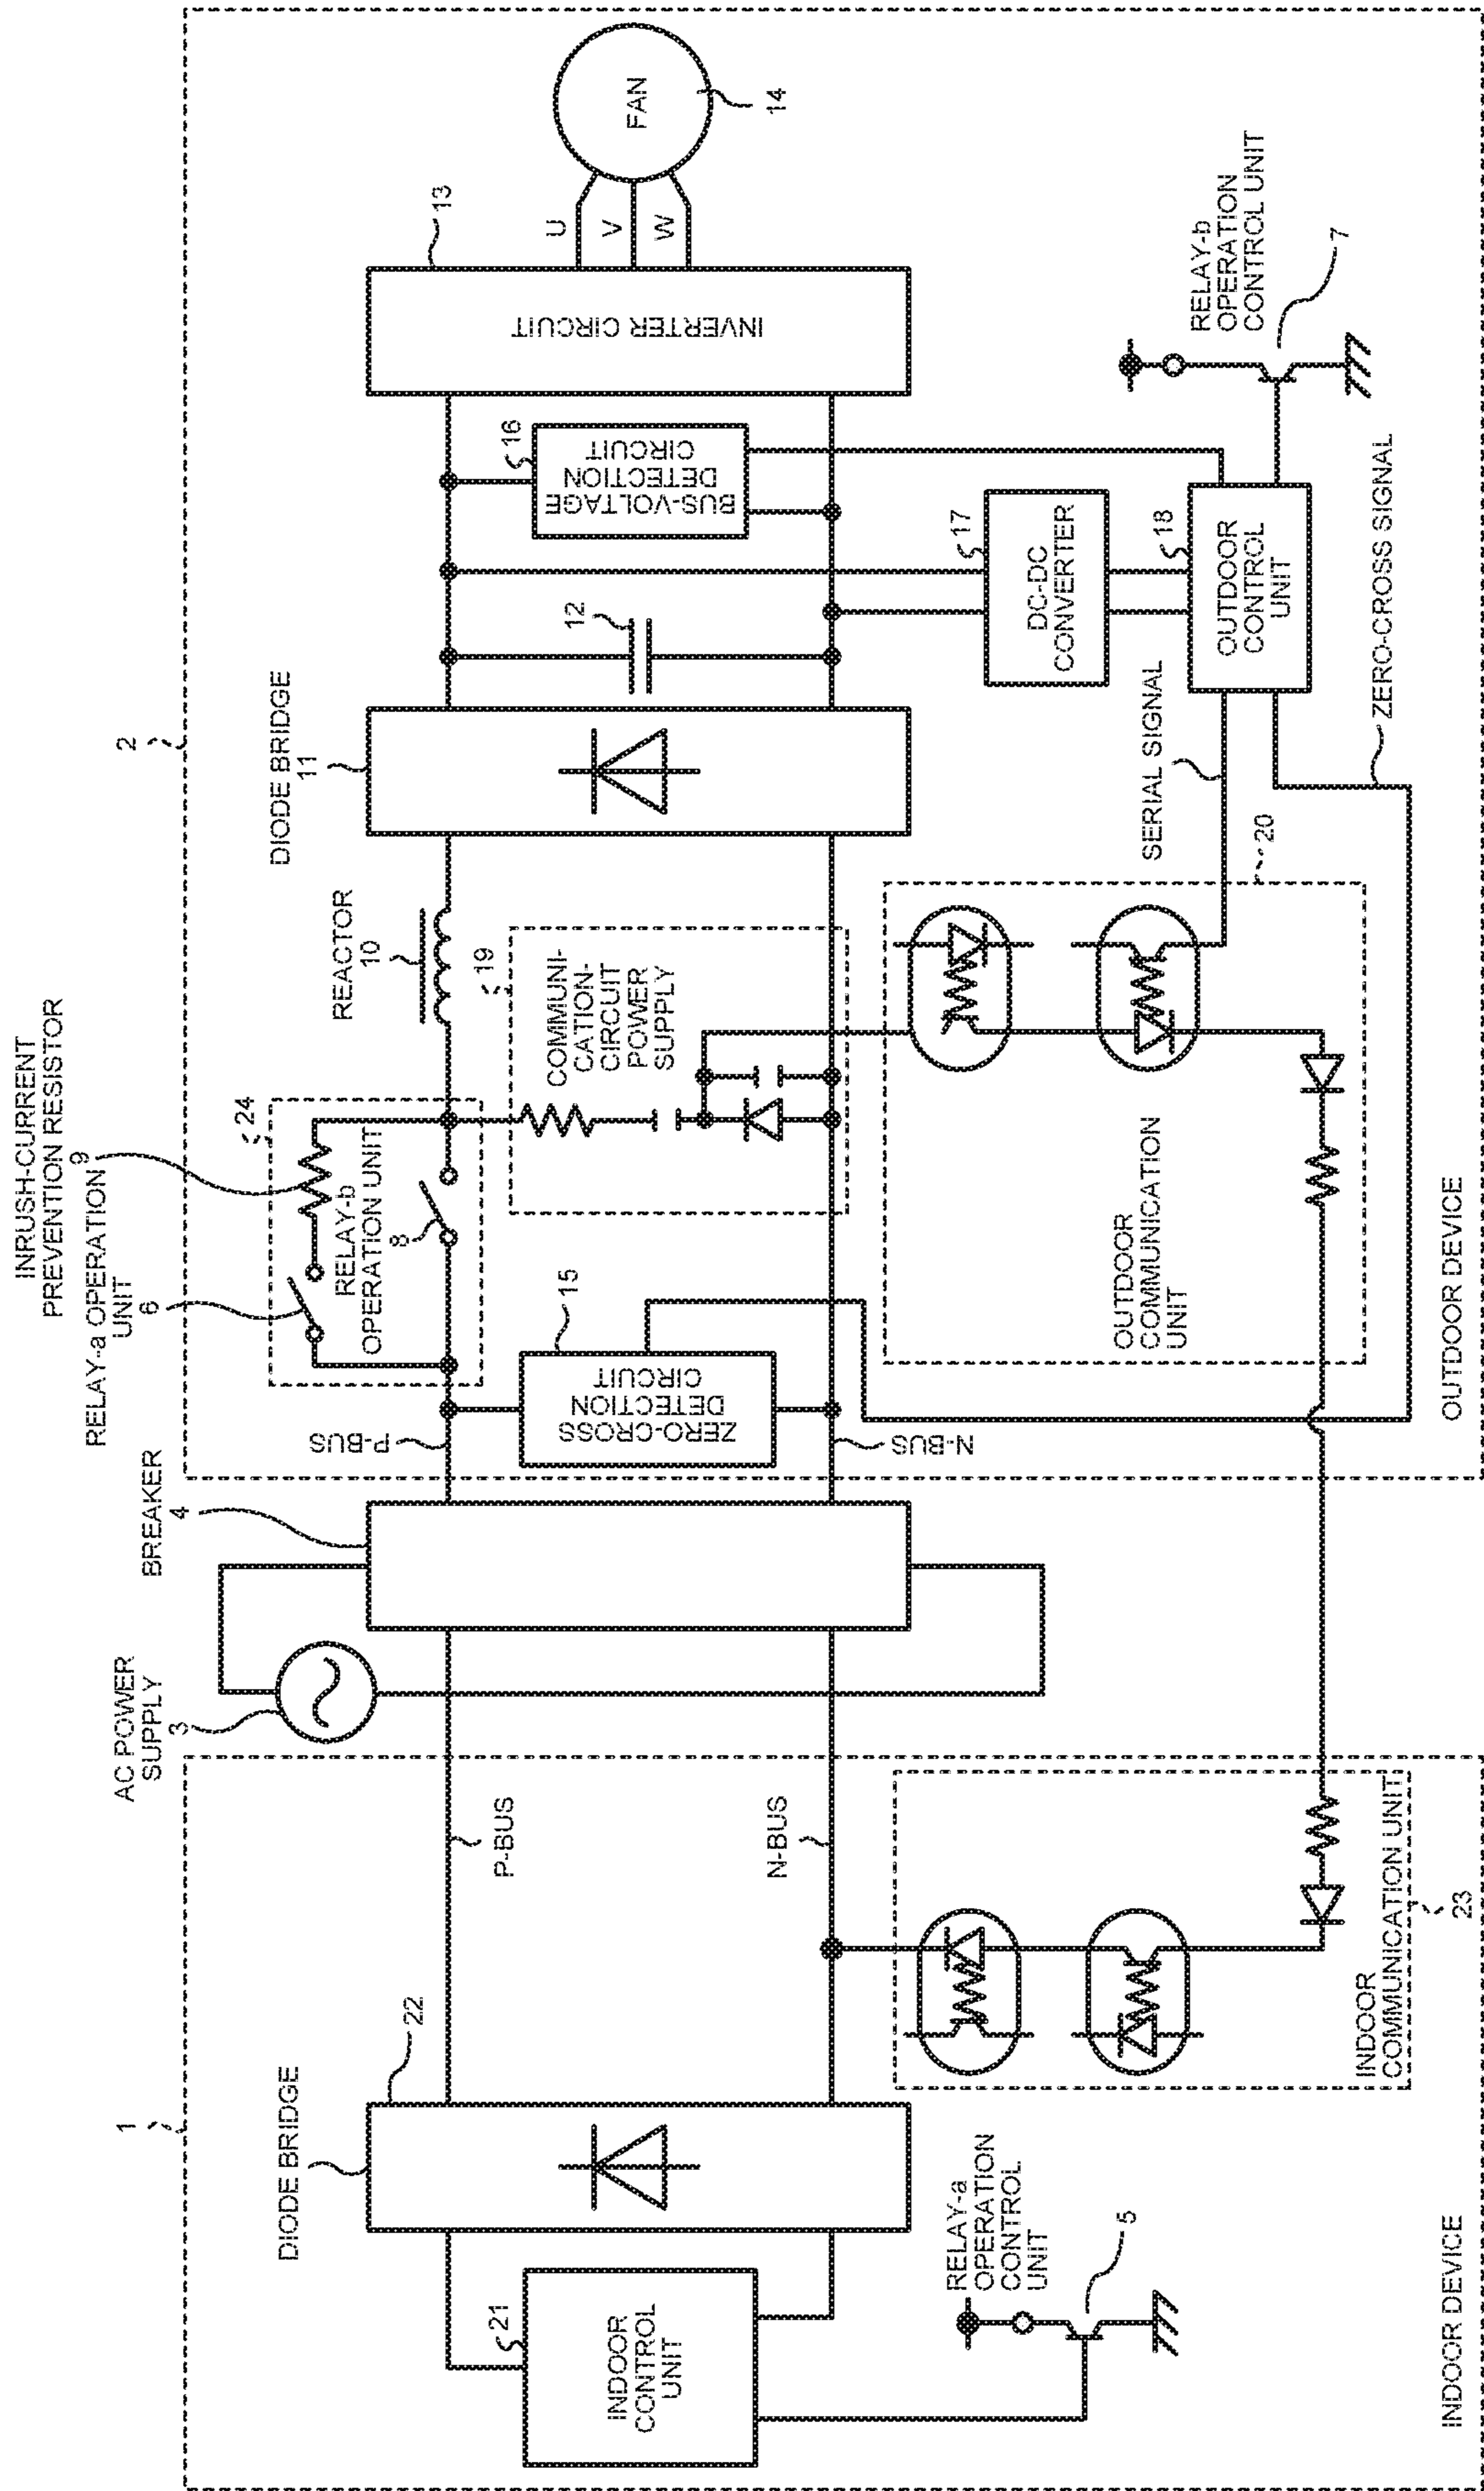 INRUSH-CURRENT
PREVENTION RESISTOR
9
RELAY-a OPERATION
UNIT
6
AC POWER
SUPPLY
3
BREAKER
4
1
2
DIODE BRIDGE
22
P-BUS
N-BUS
INDOOR
CONTROL
UNIT
21
RELAY-a
OPERATION
CONTROL
UNIT
5
INDOOR
COMMUNICATION UNIT
23
INDOOR DEVICE
P-BUS
N-BUS
ZERO-CROSS
DETECTION
CIRCUIT
15
24
RELAY-b
OPERATION UNIT
8
REACTOR
10
19
COMMUNI-
CATION-
CIRCUIT
POWER
SUPPLY
DIODE BRIDGE
11
12
BUS-VOLTAGE
DETECTION
CIRCUIT
16
INVERTER CIRCUIT
13
U
V
W
FAN
14
DC-DC
CONVERTER
17
OUTDOOR
CONTROL
UNIT
18
RELAY-b
OPERATION
CONTROL UNIT
7
SERIAL SIGNAL
ZERO-CROSS SIGNAL
20
OUTDOOR
COMMUNICATION
UNIT
OUTDOOR DEVICE